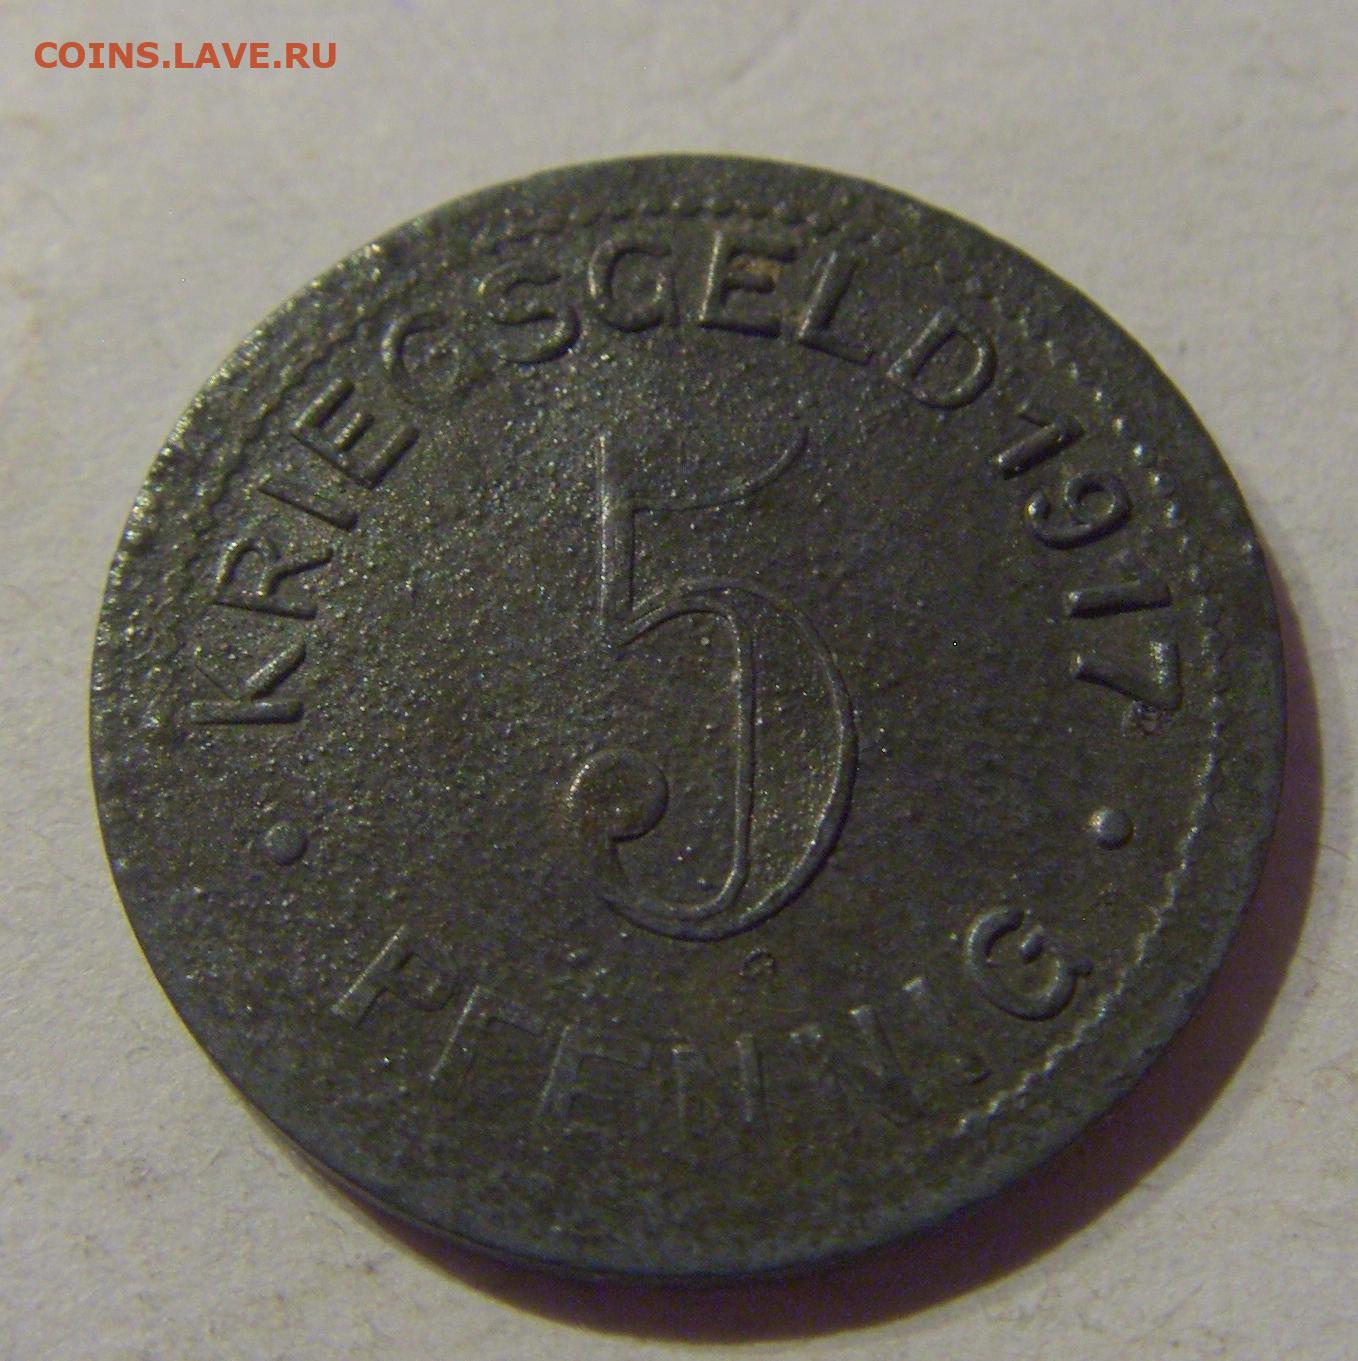 COINS.LAVE.RU
KRIEGSGELD 1917
5
PFENNIG